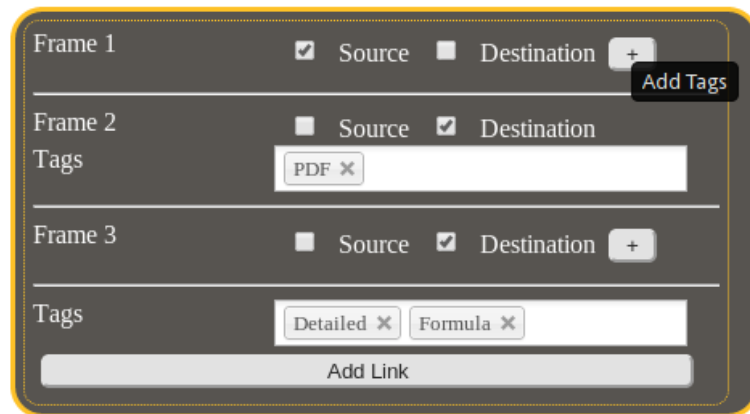 Frame 1 Source Destination +
Add Tags
Frame 2 Source Destination
Tags PDF ×
Frame 3 Source Destination +
Tags Detailed × Formula ×
Add Link